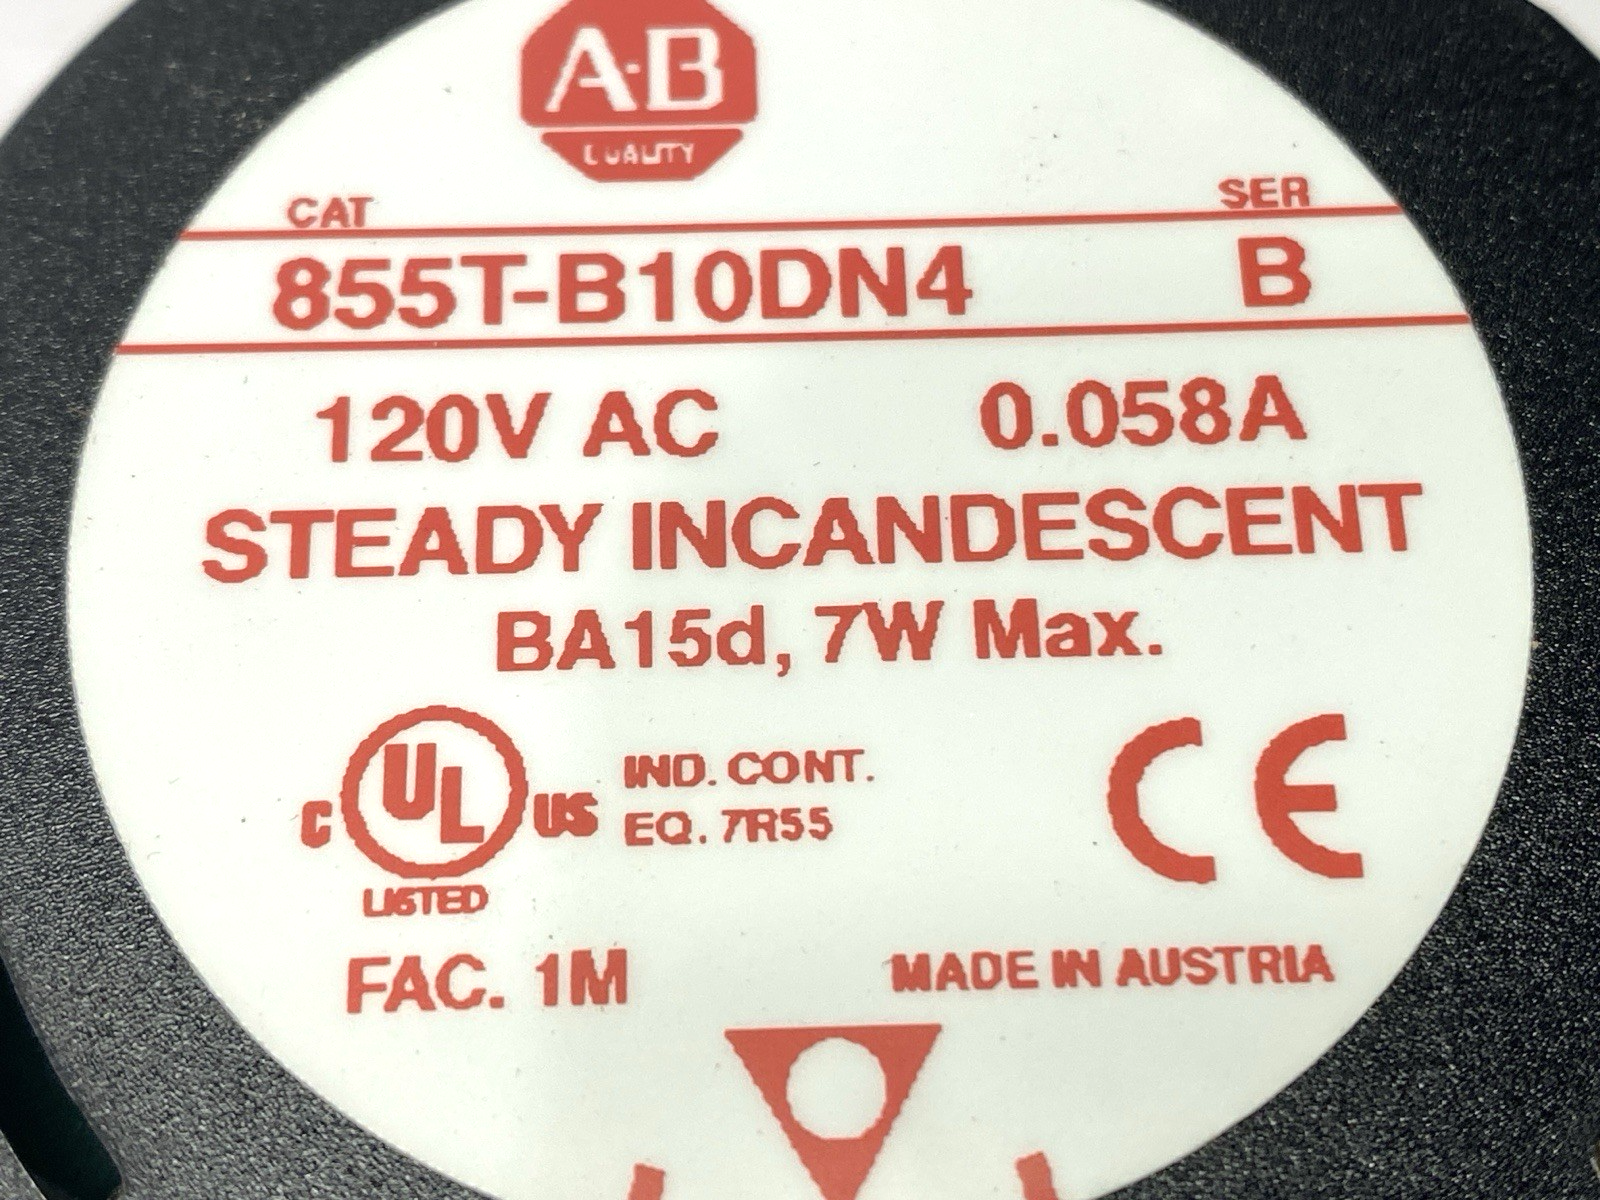 A-B
QUALITY
CAT SER
855T-B10DN4 B
120V AC 0.058A
STEADY INCANDESCENT
BA15d, 7W Max.
C UL US
LISTED
IND. CONT.
EQ. 7R55
CE
FAC. 1M
MADE IN AUSTRIA